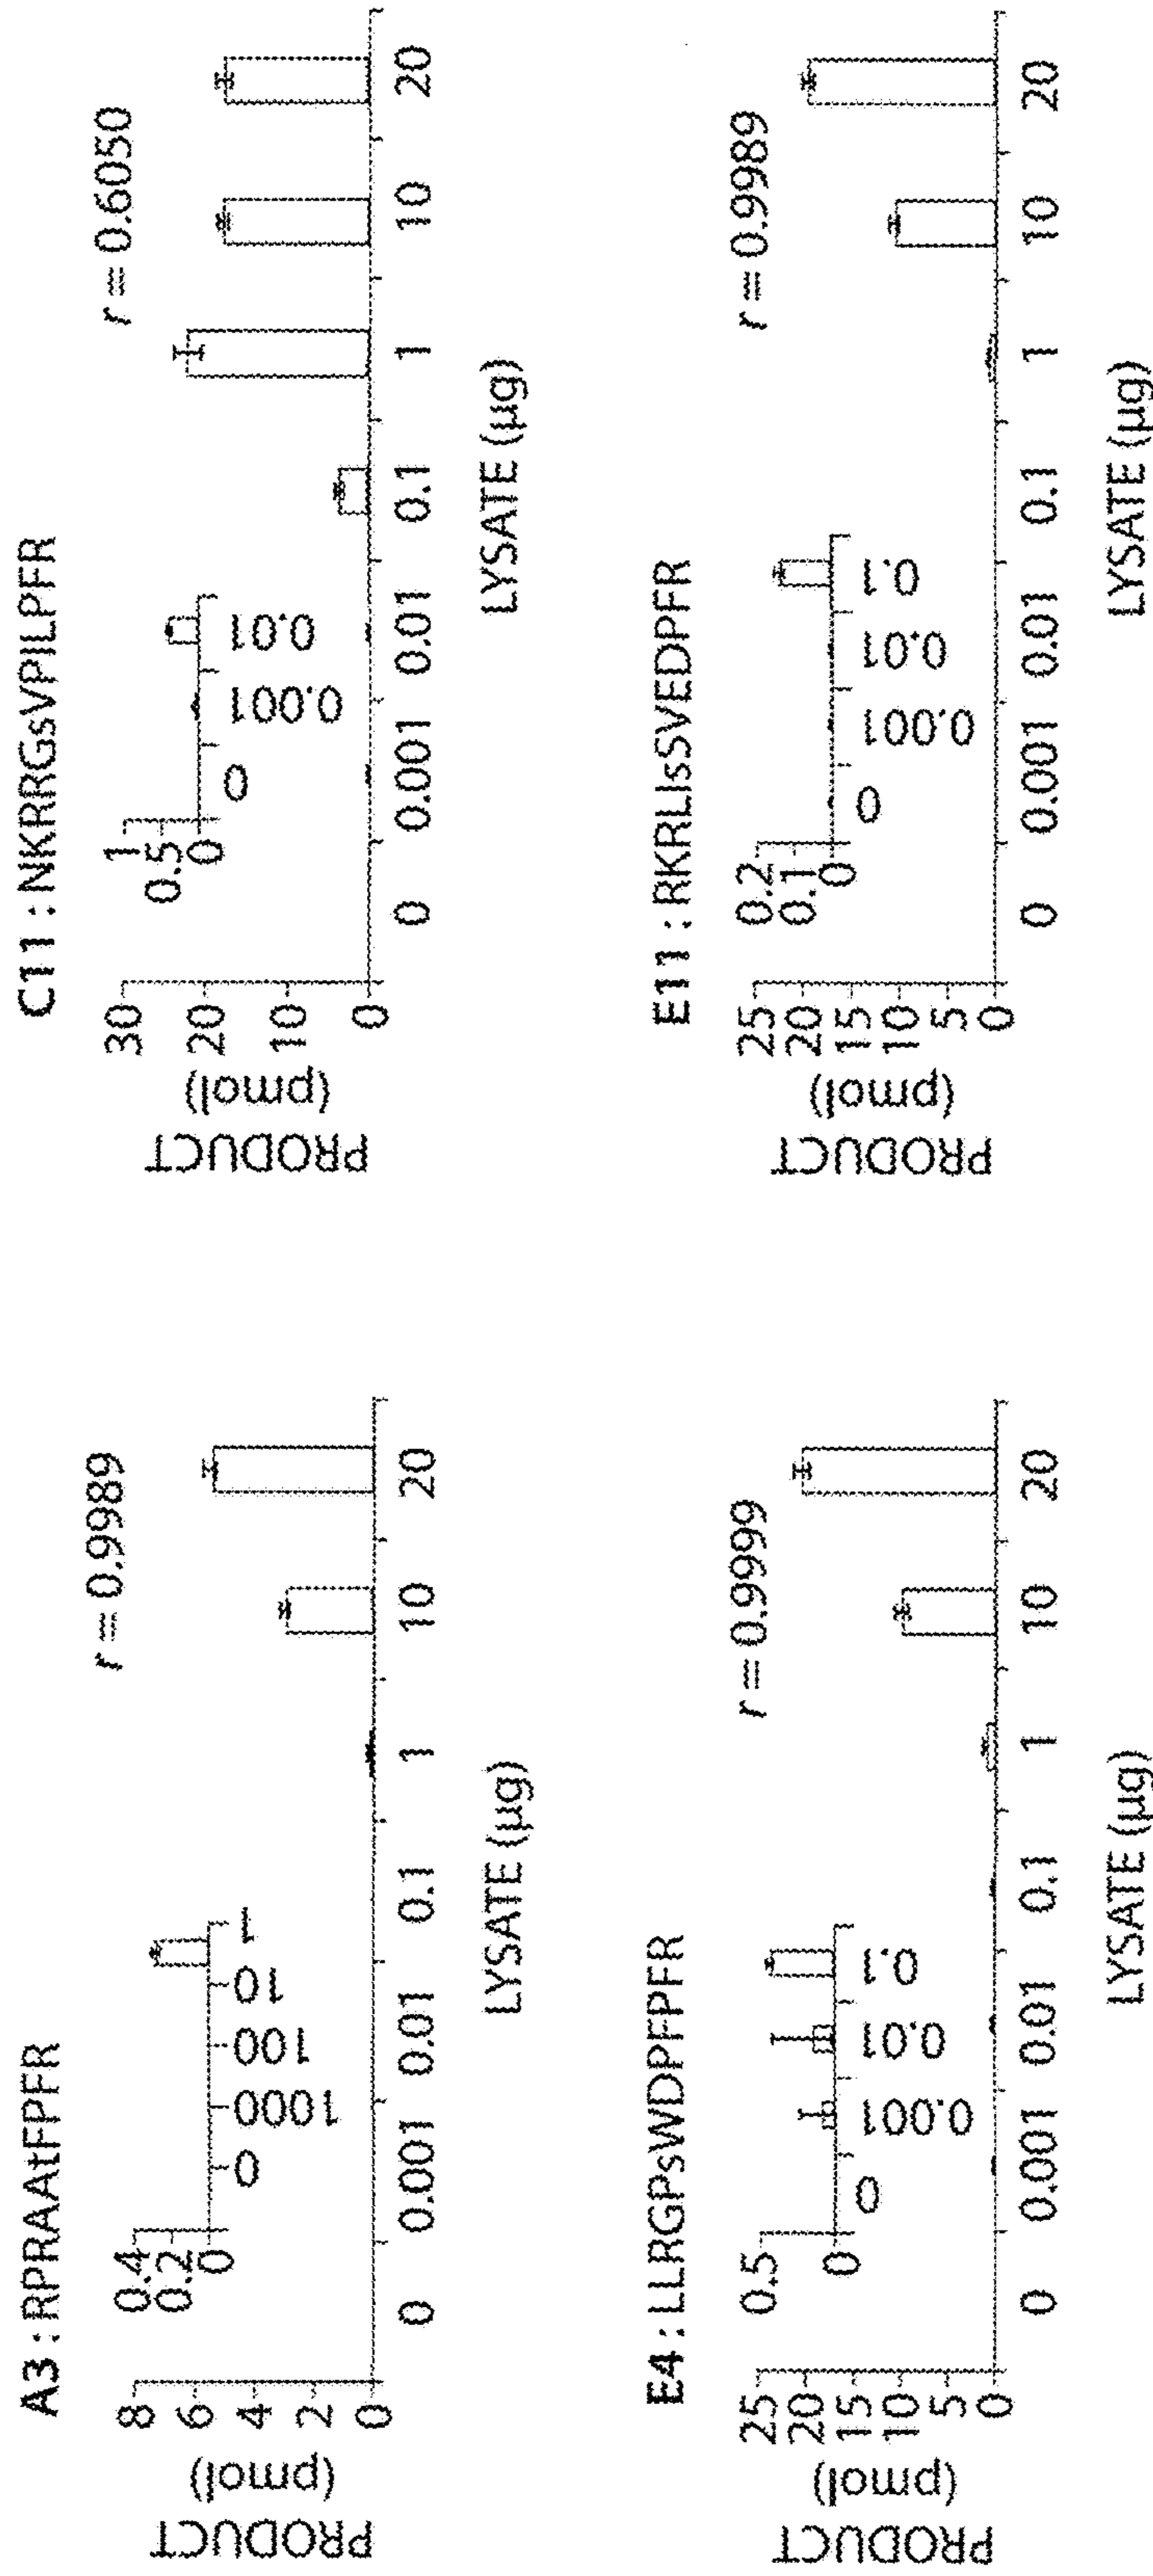 A3 : RPRAAtFPFR
r = 0.9989
PRODUCT
(pmol)
8
6
4
2
0
0.4
0.2
0
0 1000 100 10 1
0 0.001 0.01 0.1 1 10 20
LYSATE (µg)
C11 : NKRRGsVPILPFR
r = 0.6050
PRODUCT
(pmol)
30
20
10
0
1
0.5
0
0 0.001 0.01
0 0.001 0.01 0.1 1 10 20
LYSATE (µg)
E4 : LLRGPsWDPFPFR
r = 0.9999
PRODUCT
(pmol)
25
20
15
10
5
0
0.5
0
0 0.001 0.01 0.1
0 0.001 0.01 0.1 1 10 20
LYSATE (µg)
E11 : RKRLIsSVEDPFR
r = 0.9989
PRODUCT
(pmol)
25
20
15
10
5
0
0.2
0.1
0
0 0.001 0.01 0.1
0 0.001 0.01 0.1 1 10 20
LYSATE (µg)